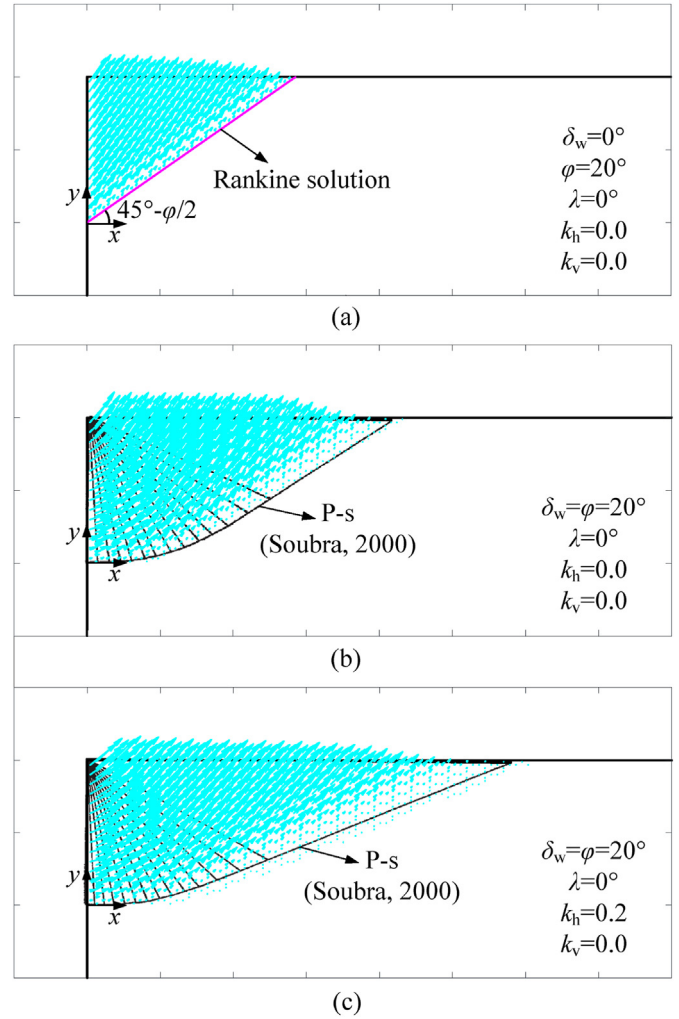 δw=0°
φ=20°
λ=0°
kh=0.0
kv=0.0
Rankine solution
y
45°-φ/2
x
(a)
δw=φ=20°
λ=0°
kh=0.0
kv=0.0
P-s
(Soubra, 2000)
y
x
(b)
δw=φ=20°
λ=0°
kh=0.2
kv=0.0
P-s
(Soubra, 2000)
y
x
(c)